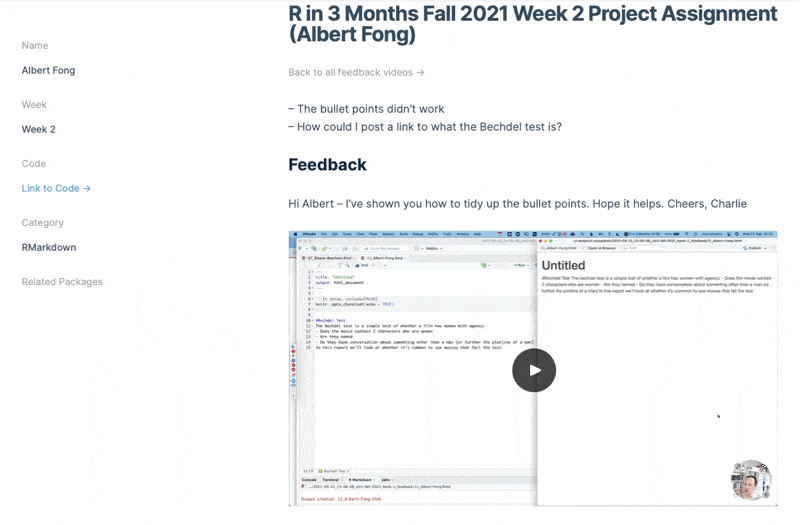 R in 3 Months Fall 2021 Week 2 Project Assignment
(Albert Fong)
Name
Albert Fong
Week
Week 2
Code
Link to Code →
Category
RMarkdown
Related Packages
Back to all feedback videos →
– The bullet points didn’t work
– How could I post a link to what the Bechdel test is?
Feedback
Hi Albert – I’ve shown you how to tidy up the bullet points. Hope it helps. Cheers, Charlie
title: "Untitled"
output: html_document
#Bechdel Test
The bechdel test is a simple test of whether a film has women with agency:
- Does the movie contain 2 characters who are women
- Are they named
- Do they have conversation about something other than a man (or further the plotline of a man)
In this report we'll look at whether it's common to use movies that fail the test.
Console Terminal R Markdown Jobs
Output created: 11_Albert-Fong.html
Publish
Untitled
#Bechdel Test The bechdel test is a simple test of whether a film has women with agency: - Does the movie contain
2 characters who are women - Are they named - Do they have conversation about something other than a man (or
further the plotline of a man) In this report we'll look at whether it's common to use movies that fail the test.